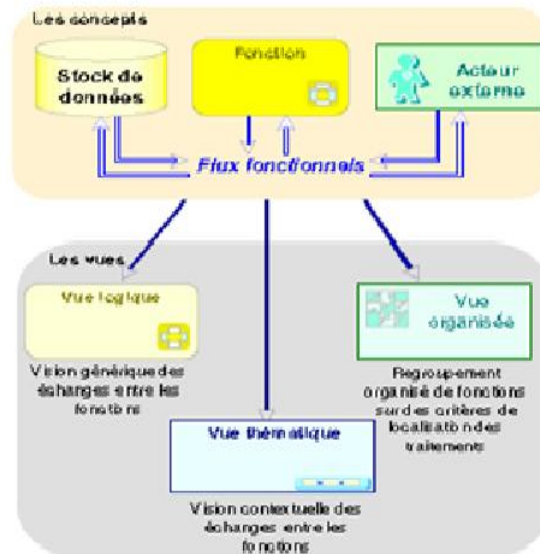 Les concepts
Stock de
données
Fonction
Acteur
externe
Flux fonctionnels
Les vues
Vue logique
Vision générique des
échanges entre les
fonctions
Vue thématique
Vision contextuelle des
échanges entre les
fonctions
Vue
organisée
Regroupement
organisé de fonctions
sur des critères de
localisation des
traitements